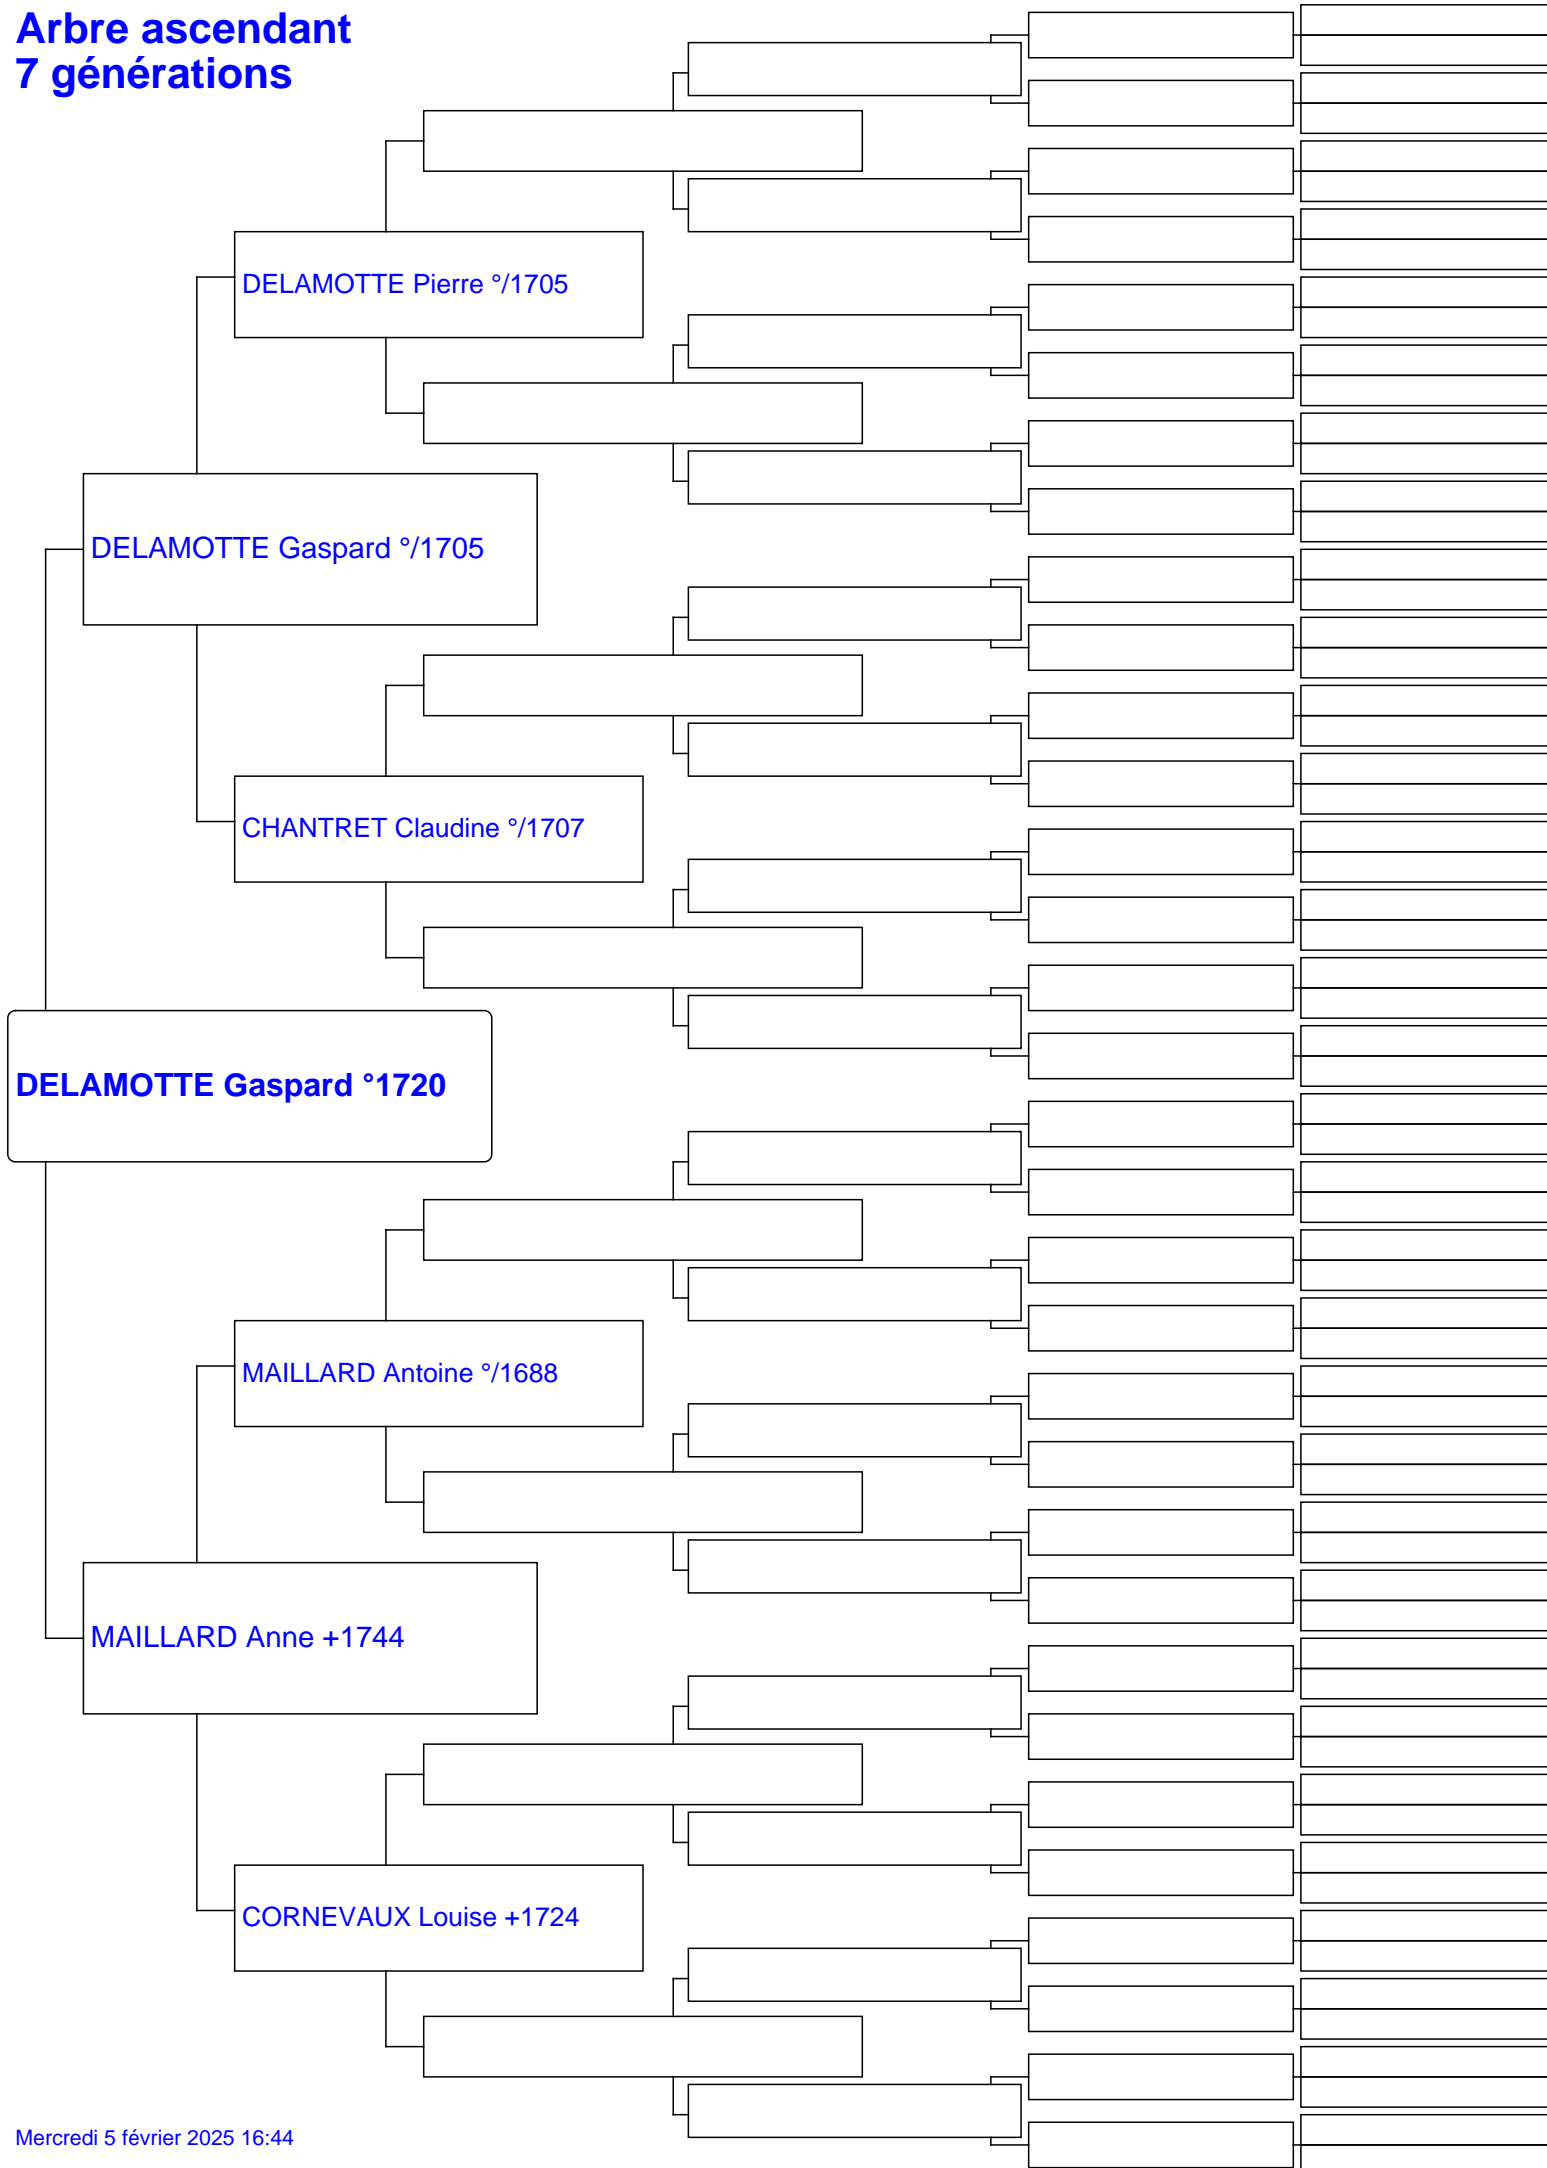 Arbre ascendant
7 générations
DELAMOTTE Pierre °/1705
DELAMOTTE Gaspard °/1705
CHANTRET Claudine °/1707
DELAMOTTE Gaspard °1720
MAILLARD Antoine °/1688
MAILLARD Anne +1744
CORNEVAUX Louise +1724
Mercredi 5 février 2025 16:44